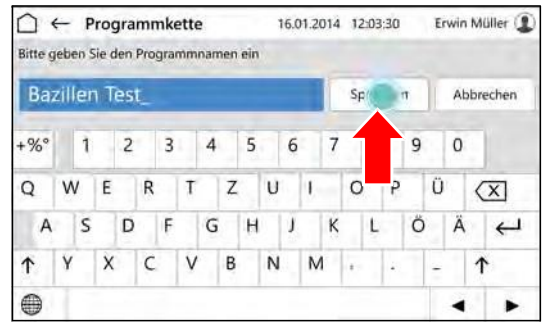 Programmkette 16.01.2014 12:03:30 Erwin Müller
Bitte geben Sie den Programmnamen ein
Bazillen Test_ Abbrechen
+%° 1 2 3 4 5 6 7 9 0
Q W E R T Z U I O P Ü
A S D F G H J K L Ö Ä
Y X C V B N M , . -